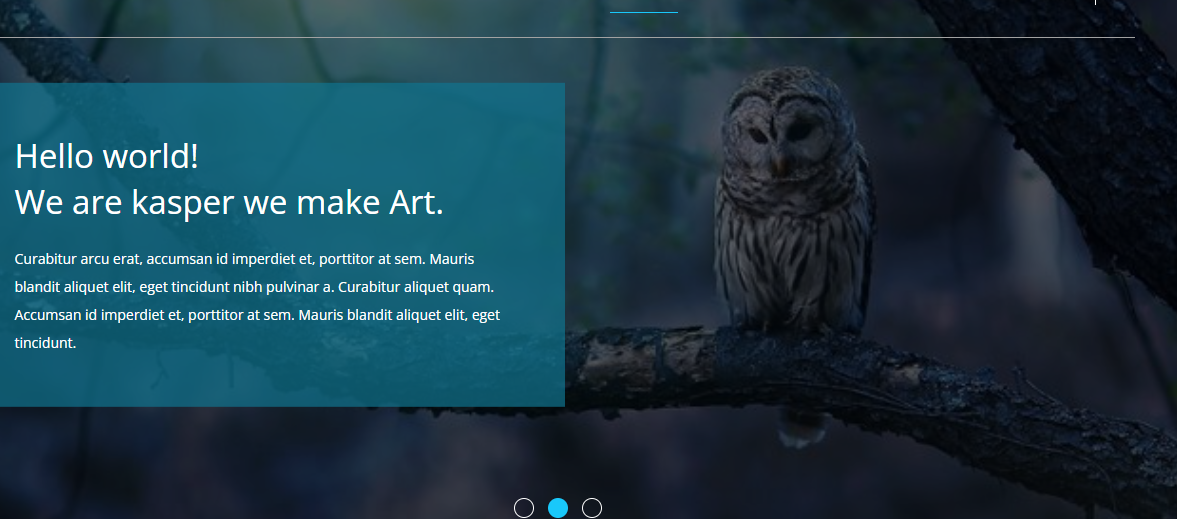 Hello world!
We are kasper we make Art.
Curabitur arcu erat, accumsan id imperdiet et, porttitor at sem. Mauris
blandit aliquet elit, eget tincidunt nibh pulvinar a. Curabitur aliquet quam.
Accumsan id imperdiet et, porttitor at sem. Mauris blandit aliquet elit, eget
tincidunt.